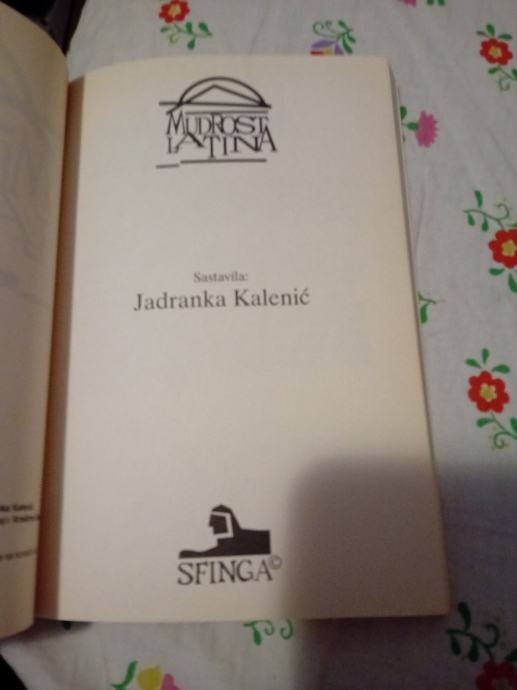 MUDROST
LATINA
Sastavila:
Jadranka Kalenić
SFINGA©